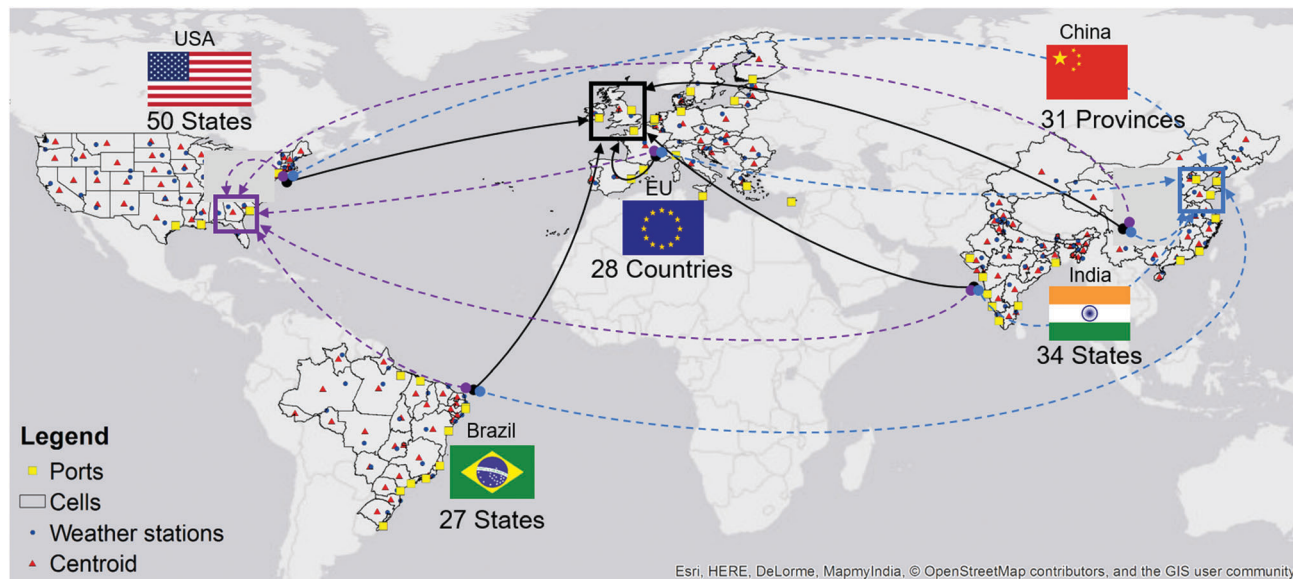 USA
50 States
China
31 Provinces
EU
28 Countries
India
34 States
Brazil
27 States
Legend
Ports
Cells
Weather stations
Centroid
Esri, HERE, DeLorme, MapmyIndia, © OpenStreetMap contributors, and the GIS user community